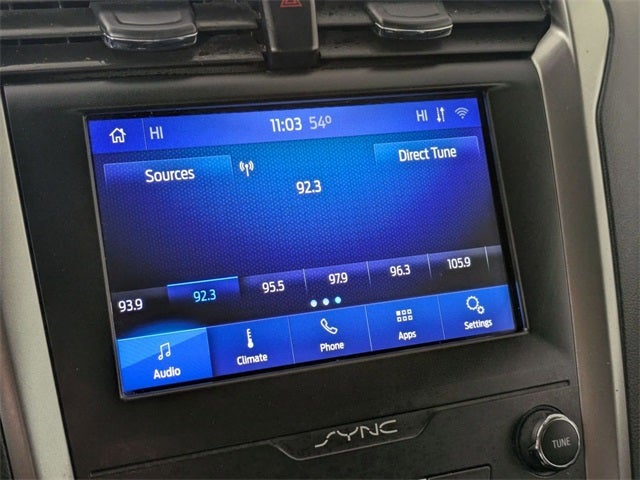 HI 11:03 54° HI
Sources Direct Tune
92.3
93.9 92.3 95.5 97.9 96.3 105.9
Audio Climate Phone Apps Settings
SYNC
TUNE